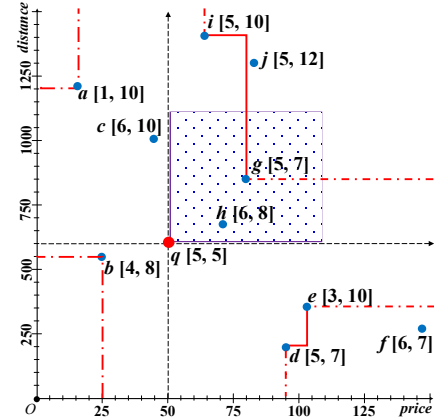 distance
i [5, 10]
j [5, 12]
1250
a [1, 10]
c [6, 10]
1000
g [5, 7]
750
h [6, 8]
q [5, 5]
b [4, 8]
500
e [3, 10]
250
d [5, 7]
f [6, 7]
O
25
50
75
100
125
price